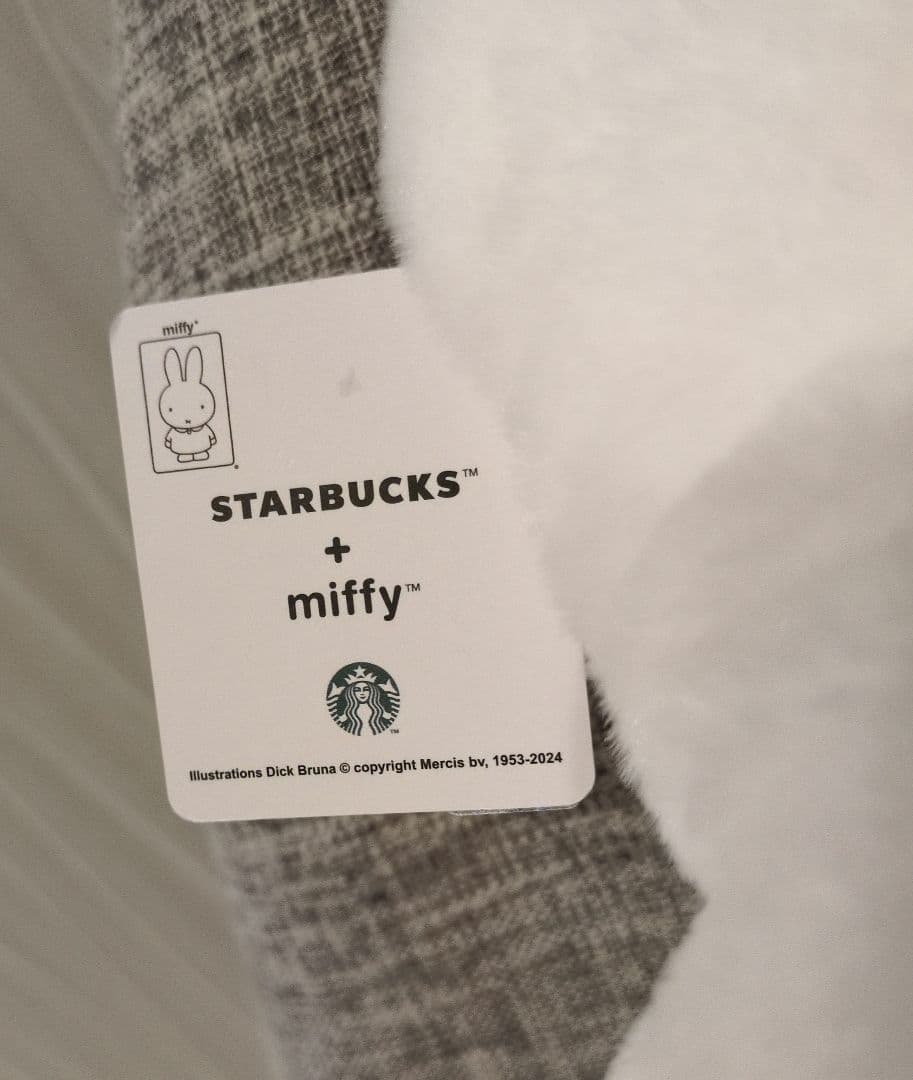 miffy®
STARBUCKS™
+
miffy™
Illustrations Dick Bruna © copyright Mercis bv, 1953-2024